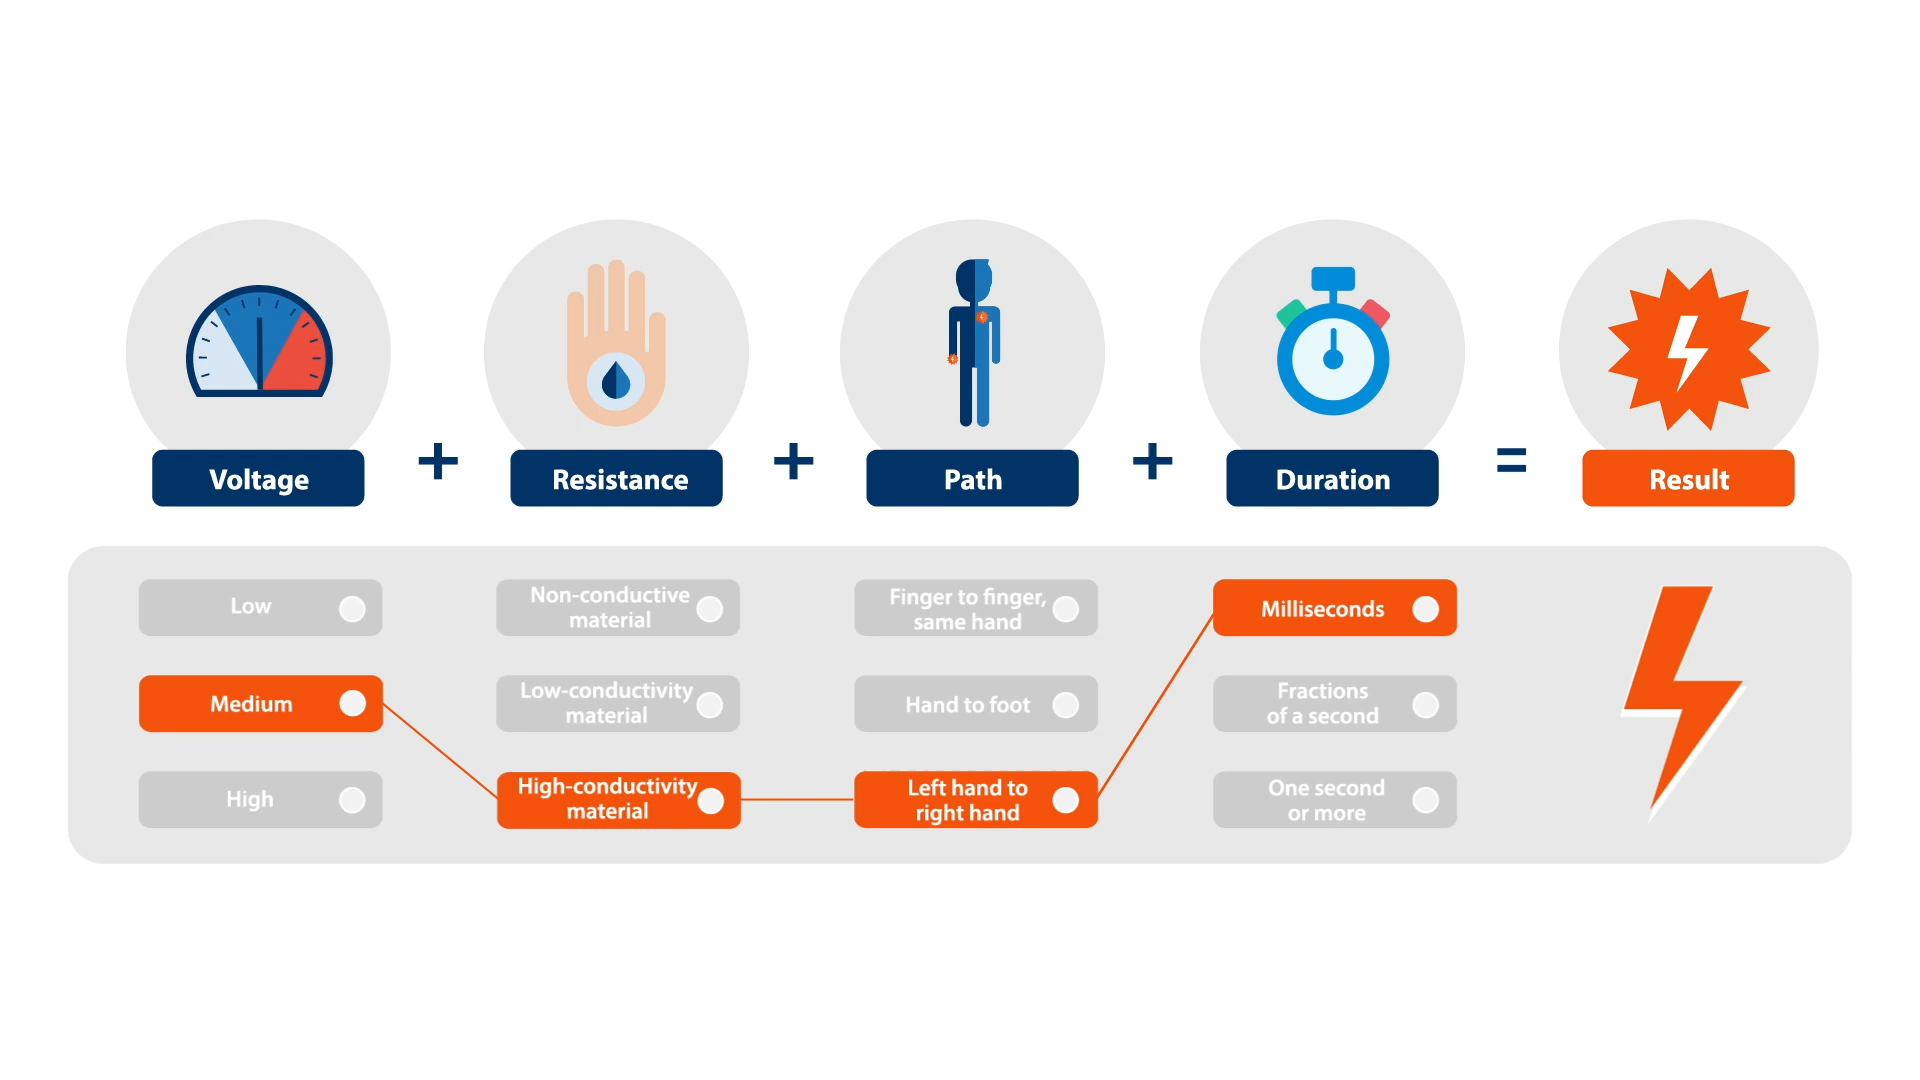 Voltage + Resistance + Path + Duration = Result
Low
Non-conductive
material
Finger to finger,
same hand
Milliseconds
Medium
Low-conductivity
material
Hand to foot
Fractions
of a second
High
High-conductivity
material
Left hand to
right hand
One second
or more